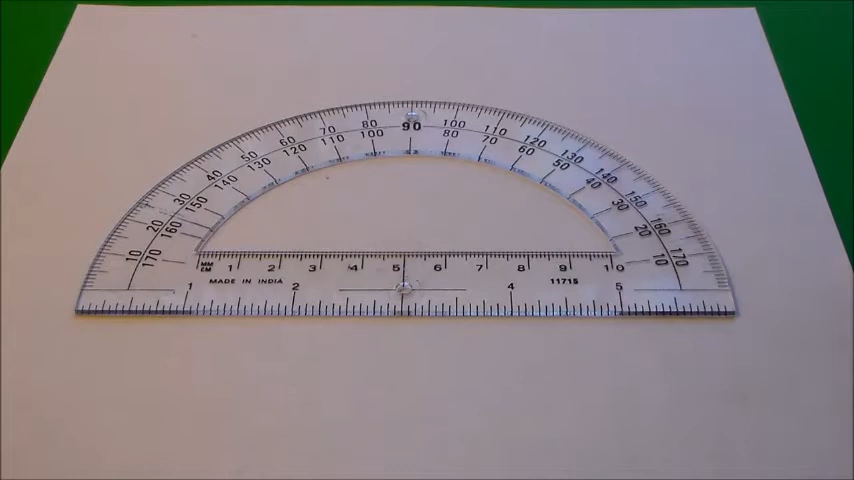 10 20 30 40 50 60 70 80 90 100 110 120 130 140 150 160 170
170 160 150 140 130 120 110 100 80 70 60 50 40 30 20 10
MM 1 2 3 4 5 6 7 8 9 10
CM
MADE IN INDIA 11715
1 2 4 5